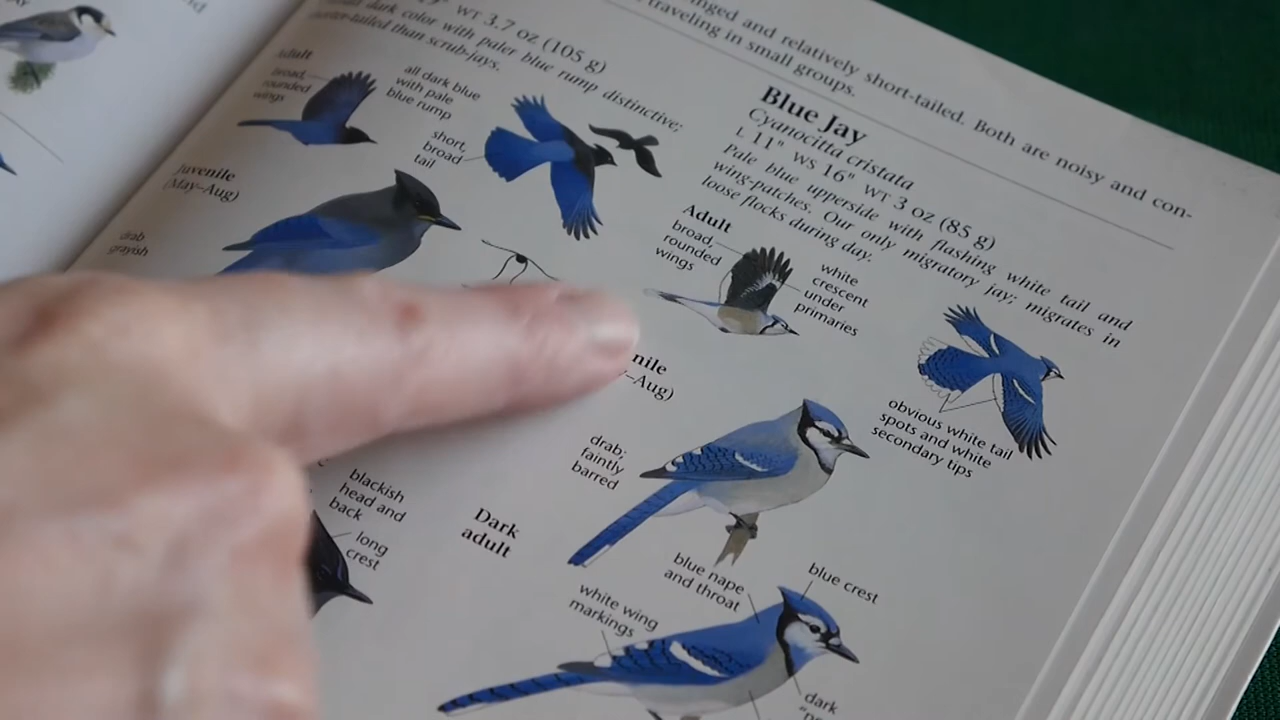 WT 3.7 oz (105 g)
dark color with paler blue rump distinctive;
-tailed than scrub-jays.
Adult
broad,
rounded
wings
all dark blue
with pale
blue rump
short,
broad
tail
Juvenile
(May–Aug)
drab
grayish
blackish
head and
back
long
crest
Dark
adult
and relatively short-tailed. Both are noisy and con-
traveling in small groups.
Blue Jay
Cyanocitta cristata
L 11" WS 16" WT 3 oz (85 g)
Pale blue upperside with flashing white tail and
wing-patches. Our only migratory jay; migrates in
loose flocks during day.
Adult
broad,
rounded
wings
white
crescent
under
primaries
obvious white tail
spots and white
secondary tips
nile
–Aug)
drab;
faintly
barred
blue nape
and throat
blue crest
white wing
markings
dark